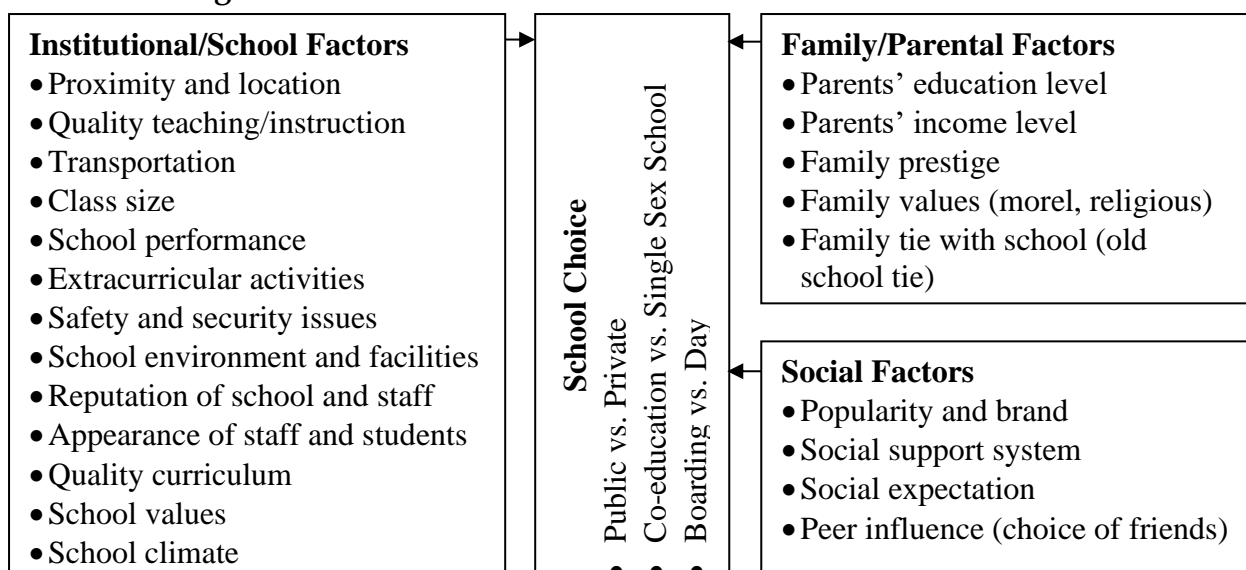 Institutional/School Factors
• Proximity and location
• Quality teaching/instruction
• Transportation
• Class size
• School performance
• Extracurricular activities
• Safety and security issues
• School environment and facilities
• Reputation of school and staff
• Appearance of staff and students
• Quality curriculum
• School values
• School climate
School Choice
• Public vs. Private
• Co-education vs. Single Sex School
• Boarding vs. Day
Family/Parental Factors
• Parents’ education level
• Parents’ income level
• Family prestige
• Family values (morel, religious)
• Family tie with school (old
school tie)
Social Factors
• Popularity and brand
• Social support system
• Social expectation
• Peer influence (choice of friends)